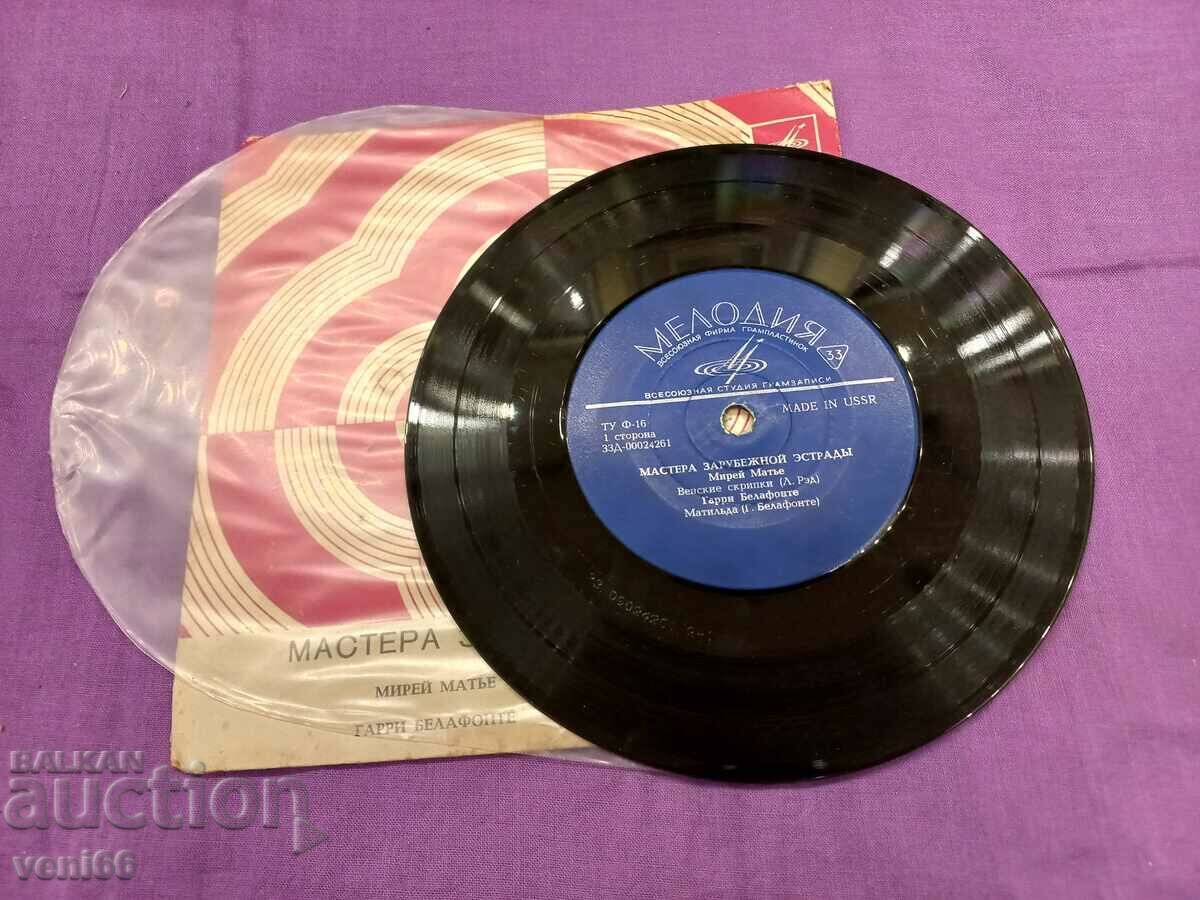 МЕЛОДИЯ
ВСЕСОЮЗНАЯ ФИРМА ГРАМПЛАСТИНОК
33
ВСЕСОЮЗНАЯ СТУДИЯ ГРАМЗАПИСИ
MADE IN USSR
ТУ Ф-16
1 сторона
33Д-00024261
МАСТЕРА ЗАРУБЕЖНОЙ ЭСТРАДЫ
Мирей Матье
Венские скрипки (Л. Рэд)
Гарри Белафонте
Матильда (Г. Белафонте)
МАСТЕРА З
МИРЕЙ МАТЬЕ
ГАРРИ БЕЛАФОНТЕ
BALKAN
auction
veni66